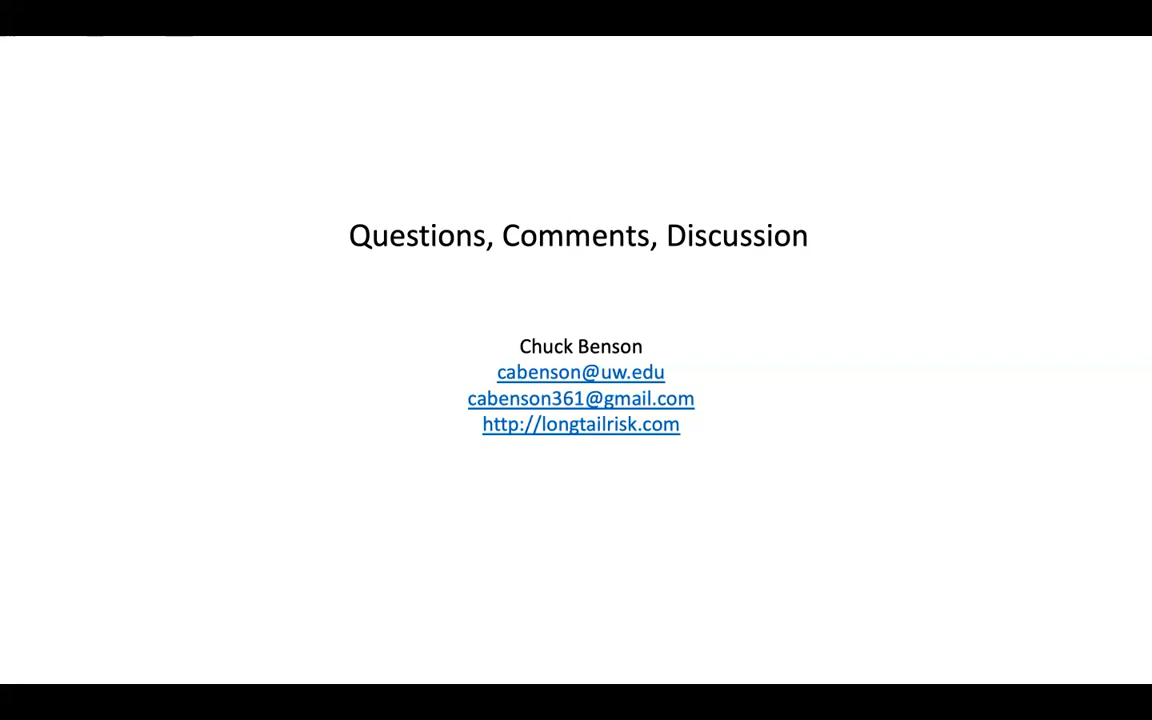 Questions, Comments, Discussion
Chuck Benson
cabenson@uw.edu
cabenson361@gmail.com
http://longtailrisk.com